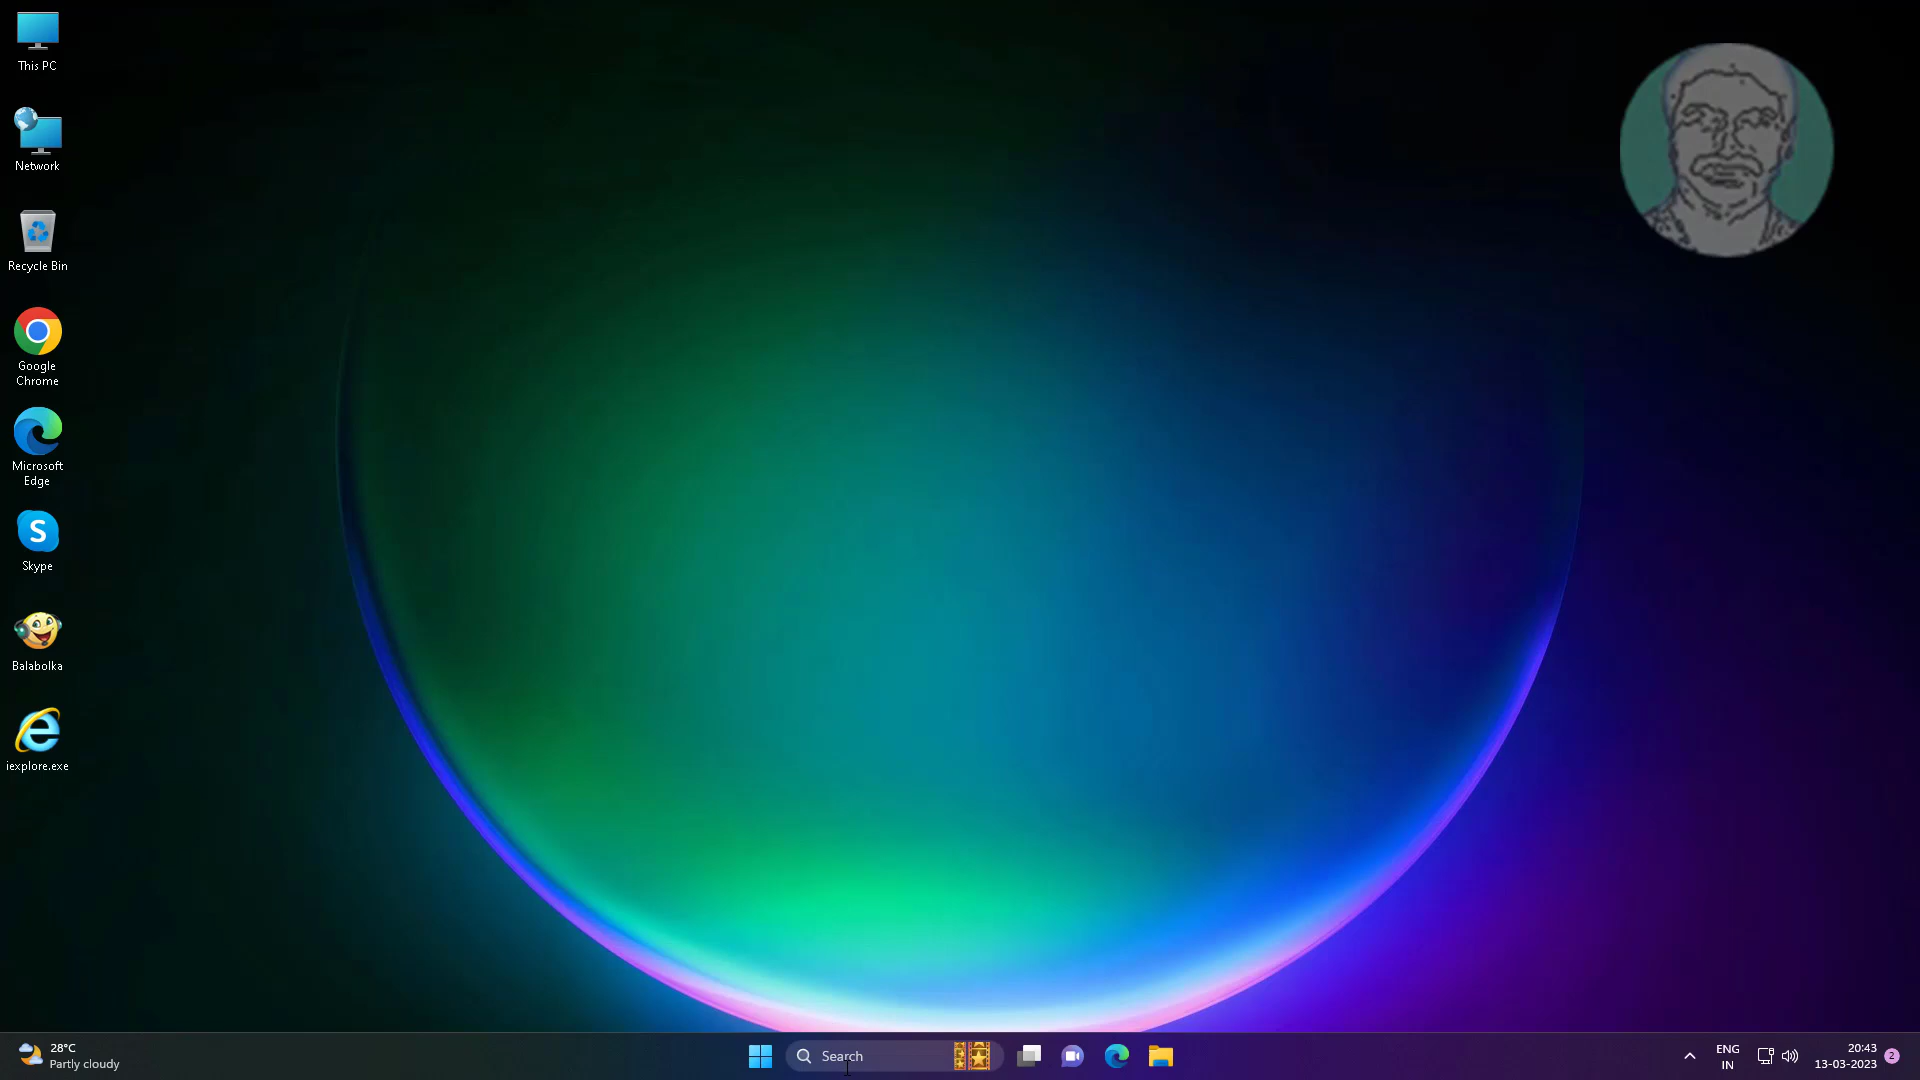 This PC
Network
Recycle Bin
Google
Chrome
Microsoft
Edge
S
Skype
Balabolka
iexplore.exe
28°C
Partly cloudy
Search
ENG
IN
20:43
13-03-2023
2